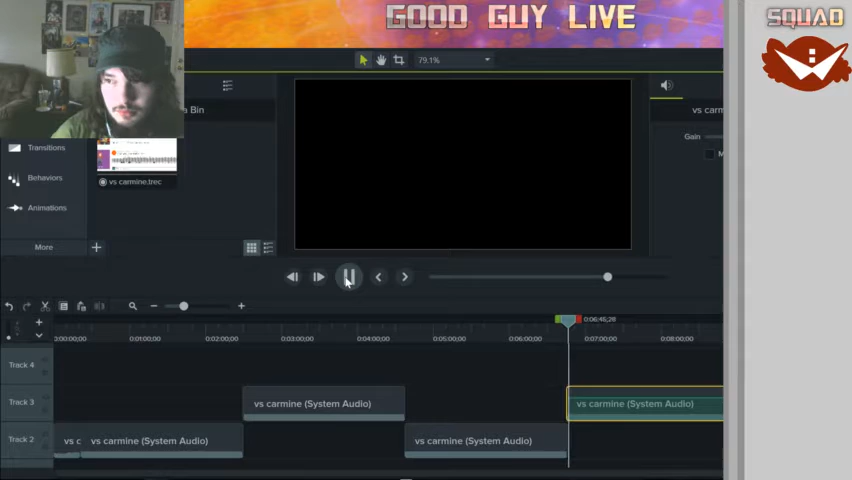 GOOD GUY LIVE
SQUAD
79.1%
a Bin
vs carm
Gain
M
Transitions
Behaviors
vs carmine.trec
Animations
More
0:06:45;28
0:00:00;00
0:01:00;00
0:02:00;00
0:03:00;00
0:04:00;00
0:05:00;00
0:06:00;00
0:07:00;00
0:08:00;00
Track 4
Track 3
vs carmine (System Audio)
vs carmine (System Audio)
Track 2
vs c
vs carmine (System Audio)
vs carmine (System Audio)